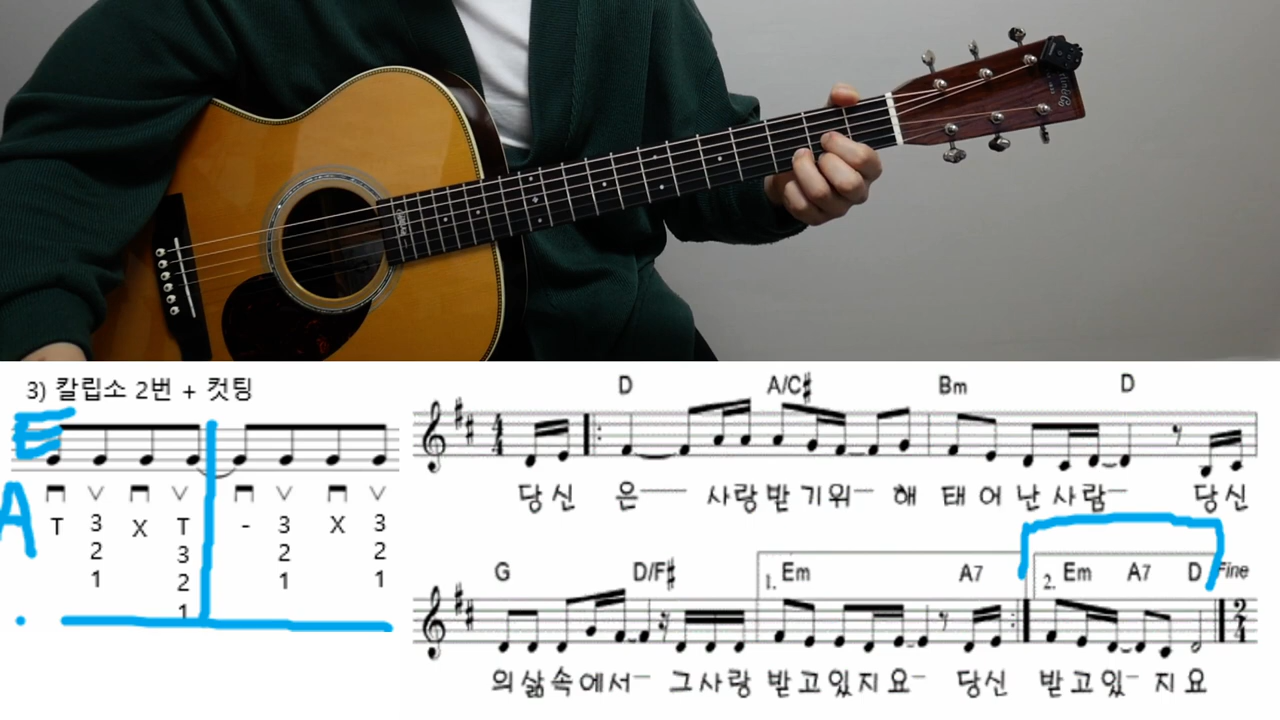 3) 칼립소 2번 + 컷팅
E
A
T 3 X T - 3 X 3
2 3 2 2
1 2 1 1
1
D A/C♯ Bm D
당신 은 사랑받기위 해 태어난사람 당신
G D/F♯ 1. Em A7 2. Em A7 D Fine
의삶속에서 그사랑 받고있지요 당신 받고있 지요